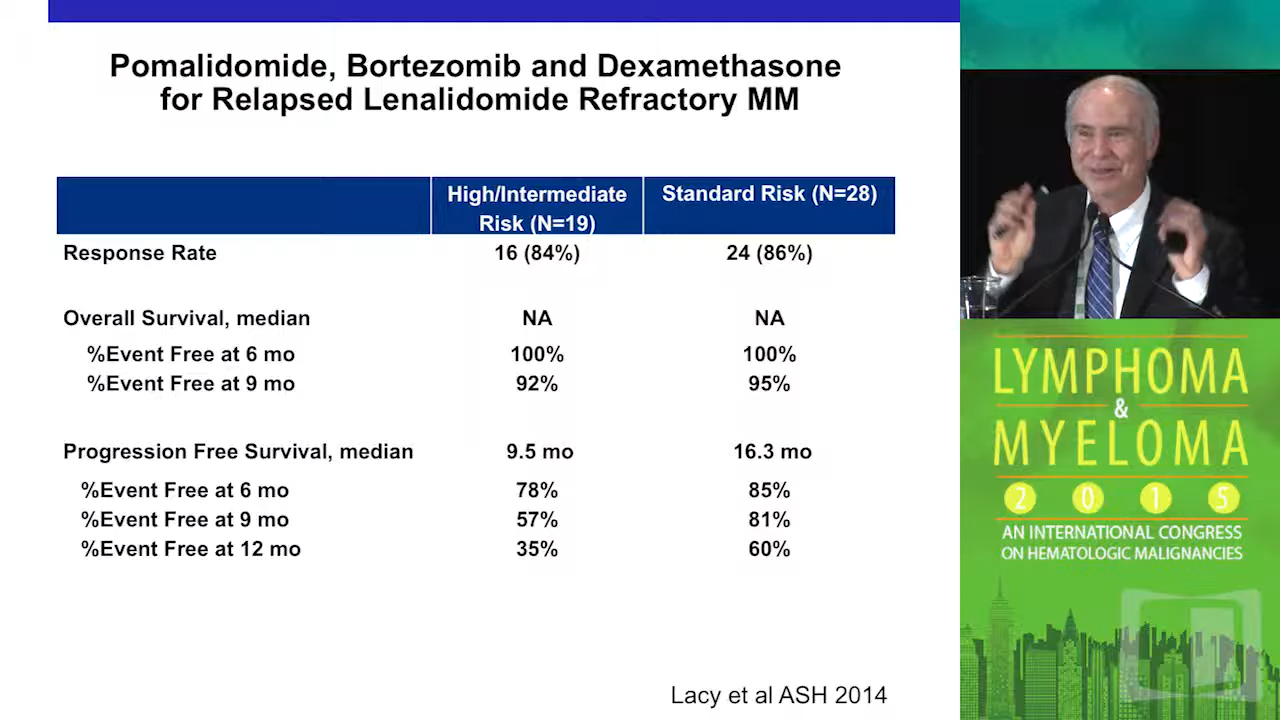 Pomalidomide, Bortezomib and Dexamethasone
for Relapsed Lenalidomide Refractory MM
High/Intermediate Risk (N=19) Standard Risk (N=28)
Response Rate 16 (84%) 24 (86%)
Overall Survival, median NA NA
%Event Free at 6 mo 100% 100%
%Event Free at 9 mo 92% 95%
Progression Free Survival, median 9.5 mo 16.3 mo
%Event Free at 6 mo 78% 85%
%Event Free at 9 mo 57% 81%
%Event Free at 12 mo 35% 60%
Lacy et al ASH 2014
LYMPHOMA
&
MYELOMA
2015
AN INTERNATIONAL CONGRESS
ON HEMATOLOGIC MALIGNANCIES